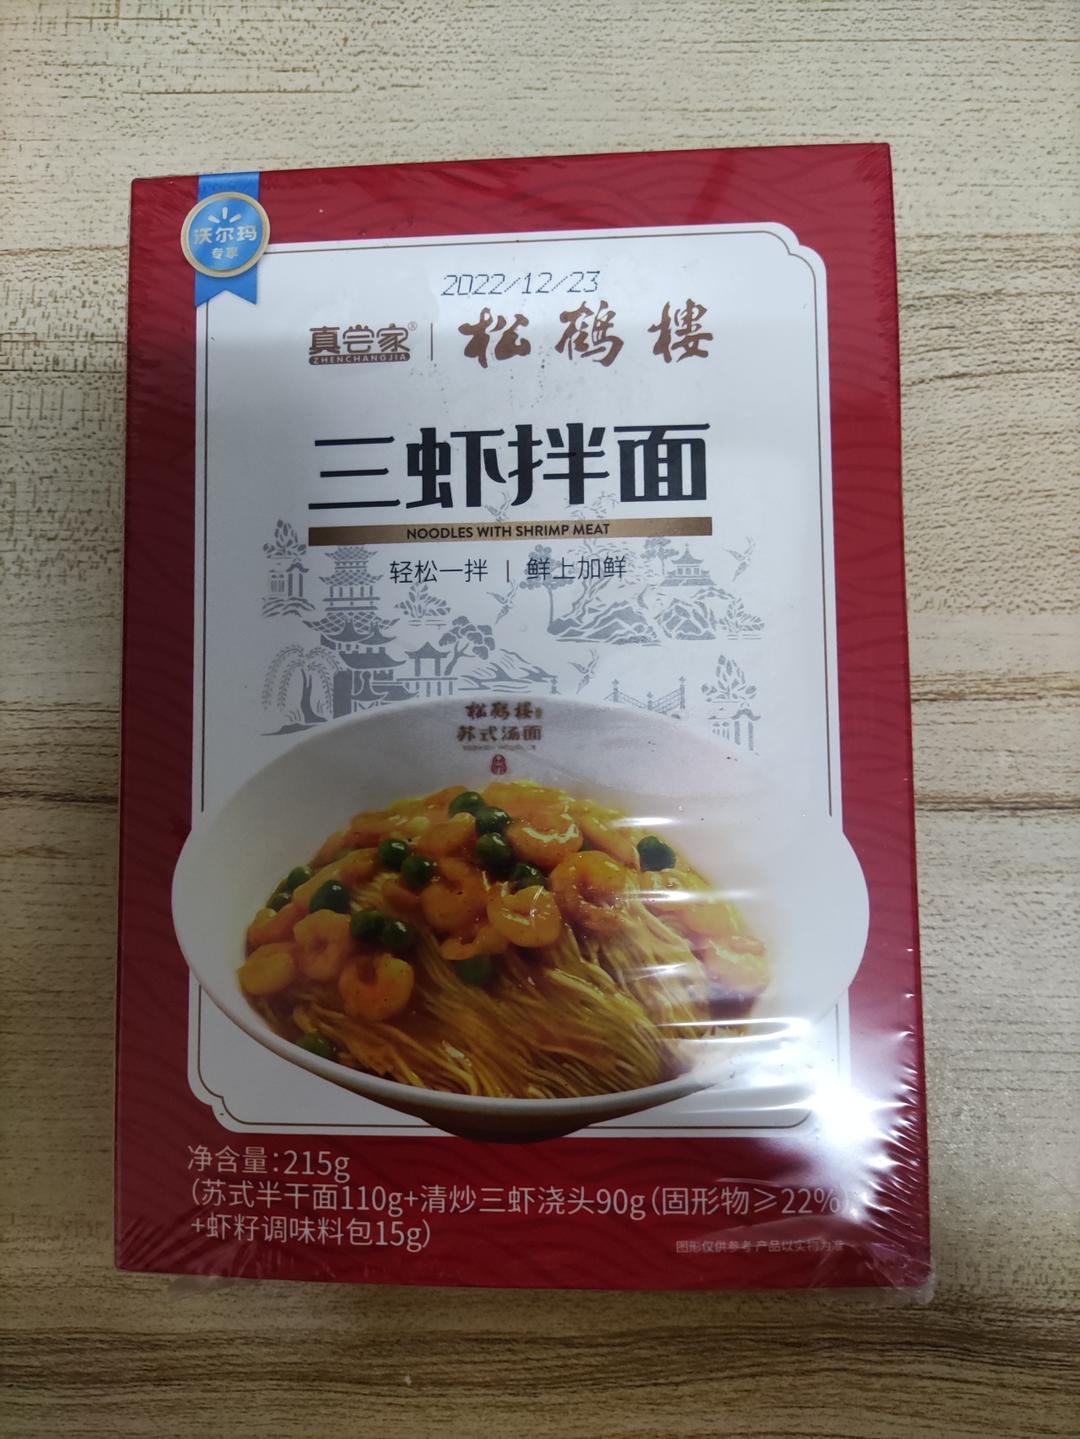 沃尔玛
专享
2022/12/23
真尝家® | 松鹤楼
ZHENCHANGJIA
三虾拌面
NOODLES WITH SHRIMP MEAT
轻松一拌 | 鲜上加鲜
松鹤楼
苏式汤面
净含量:215g
(苏式半干面110g+清炒三虾浇头90g(固形物≥22%)
+虾籽调味料包15g)
图形仅供参考 产品以实物为准